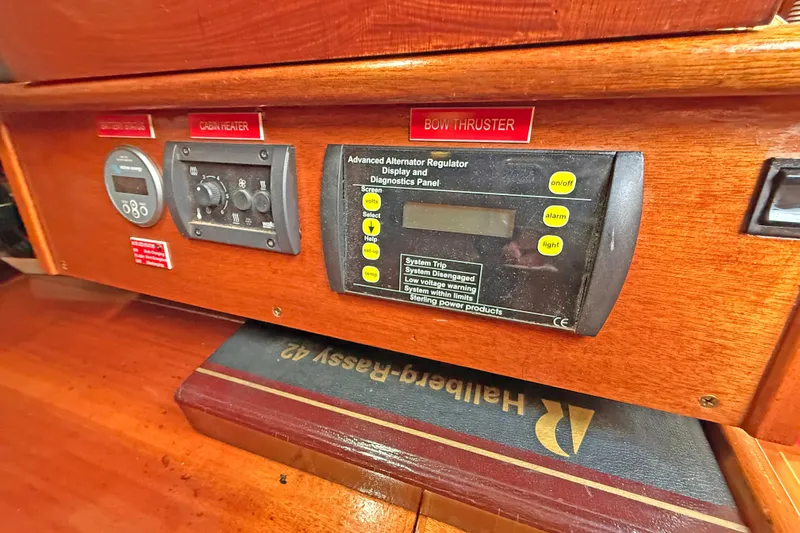 BATTERY STATUS
CABIN HEATER
BOW THRUSTER
Advanced Alternator Regulator
Display and
Diagnostics Panel
Screen
volts
Select
Help
temp
on/off
alarm
light
System Trip
System Disengaged
Low voltage warning
System within limits
Sterling power products
CE
Hallberg-Rassy 42